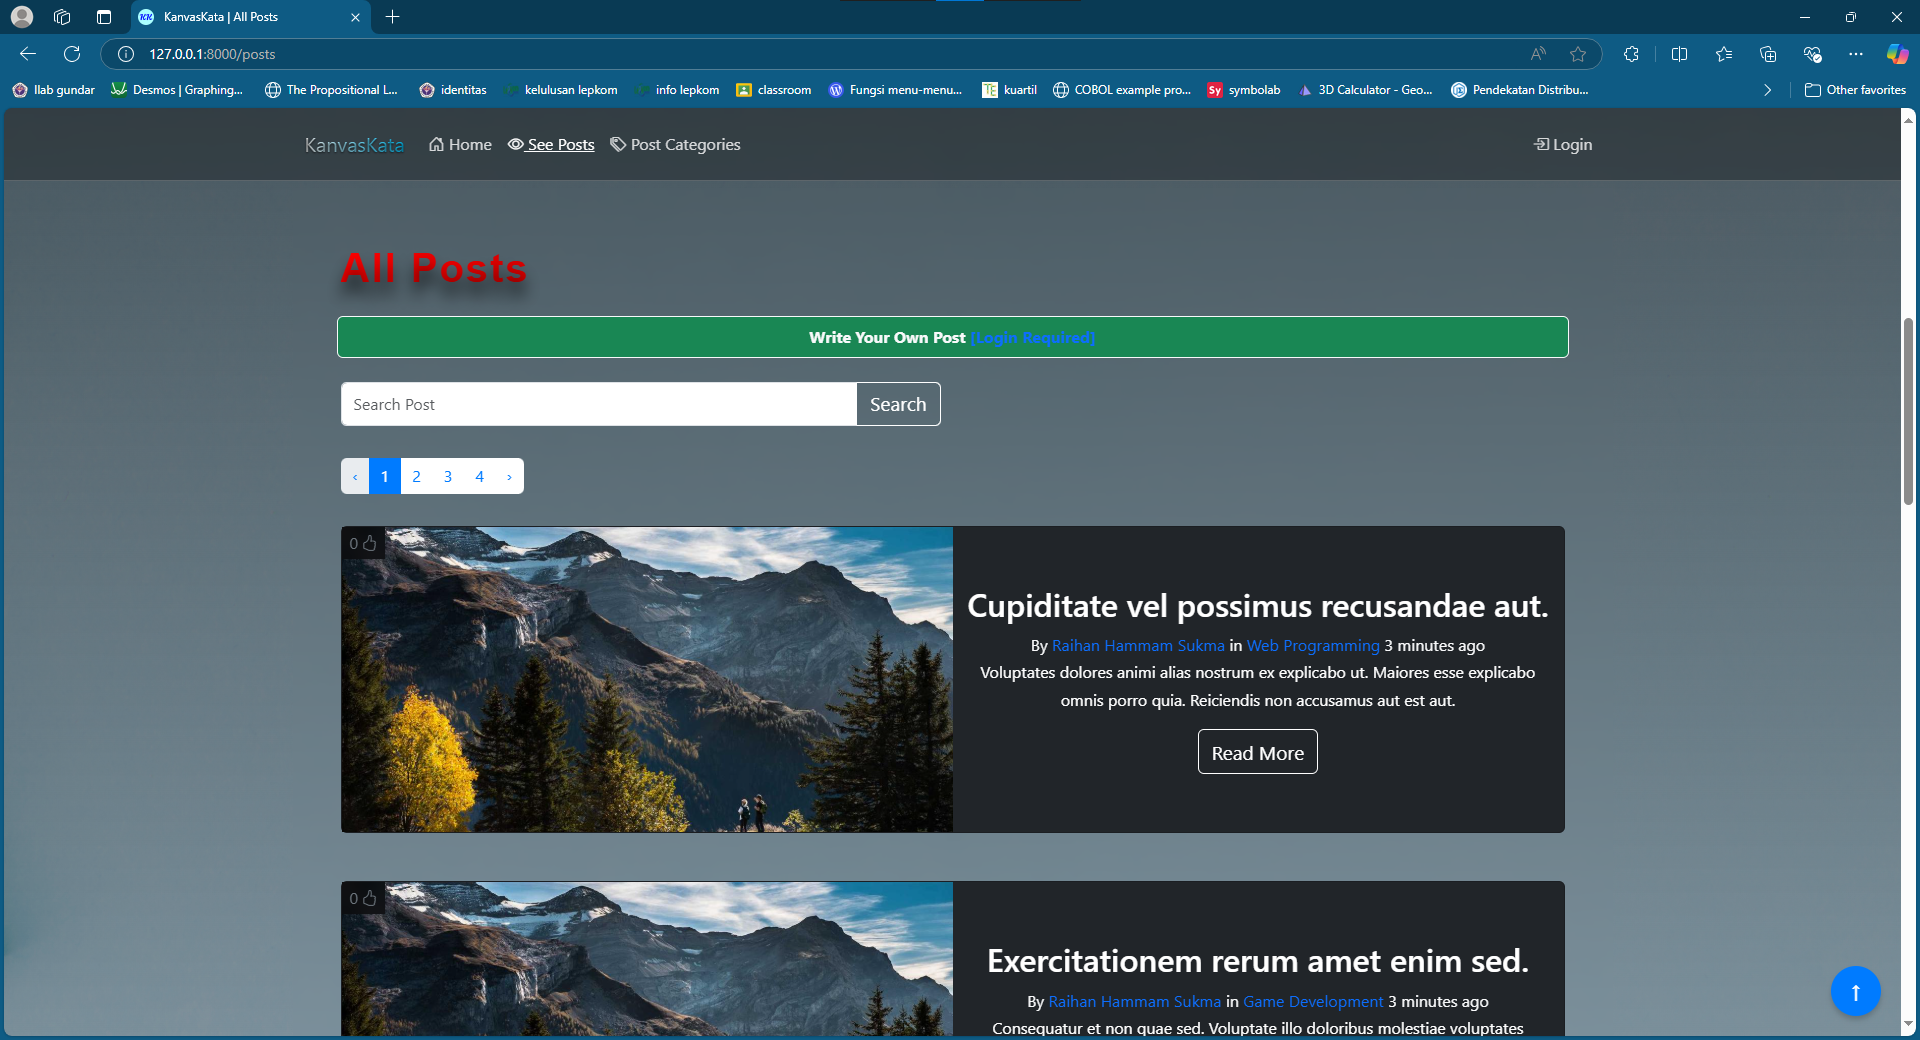 KanvasKata | All Posts
127.0.0.1:8000/posts
Ilab gundar
Desmos | Graphing...
The Propositional L...
identitas
kelulusan lepkom
info lepkom
classroom
Fungsi menu-menu...
kuartil
COBOL example pro...
symbolab
3D Calculator - Geo...
Pendekatan Distribu...
Other favorites
KanvasKata
Home
See Posts
Post Categories
Login
All Posts
Write Your Own Post [Login Required]
Search Post
Search
‹ 1 2 3 4 ›
0
Cupiditate vel possimus recusandae aut.
By Raihan Hammam Sukma in Web Programming 3 minutes ago
Voluptates dolores animi alias nostrum ex explicabo ut. Maiores esse explicabo
omnis porro quia. Reiciendis non accusamus aut est aut.
Read More
0
Exercitationem rerum amet enim sed.
By Raihan Hammam Sukma in Game Development 3 minutes ago
Consequatur et non quae sed. Voluptate illo doloribus molestiae voluptates
↑